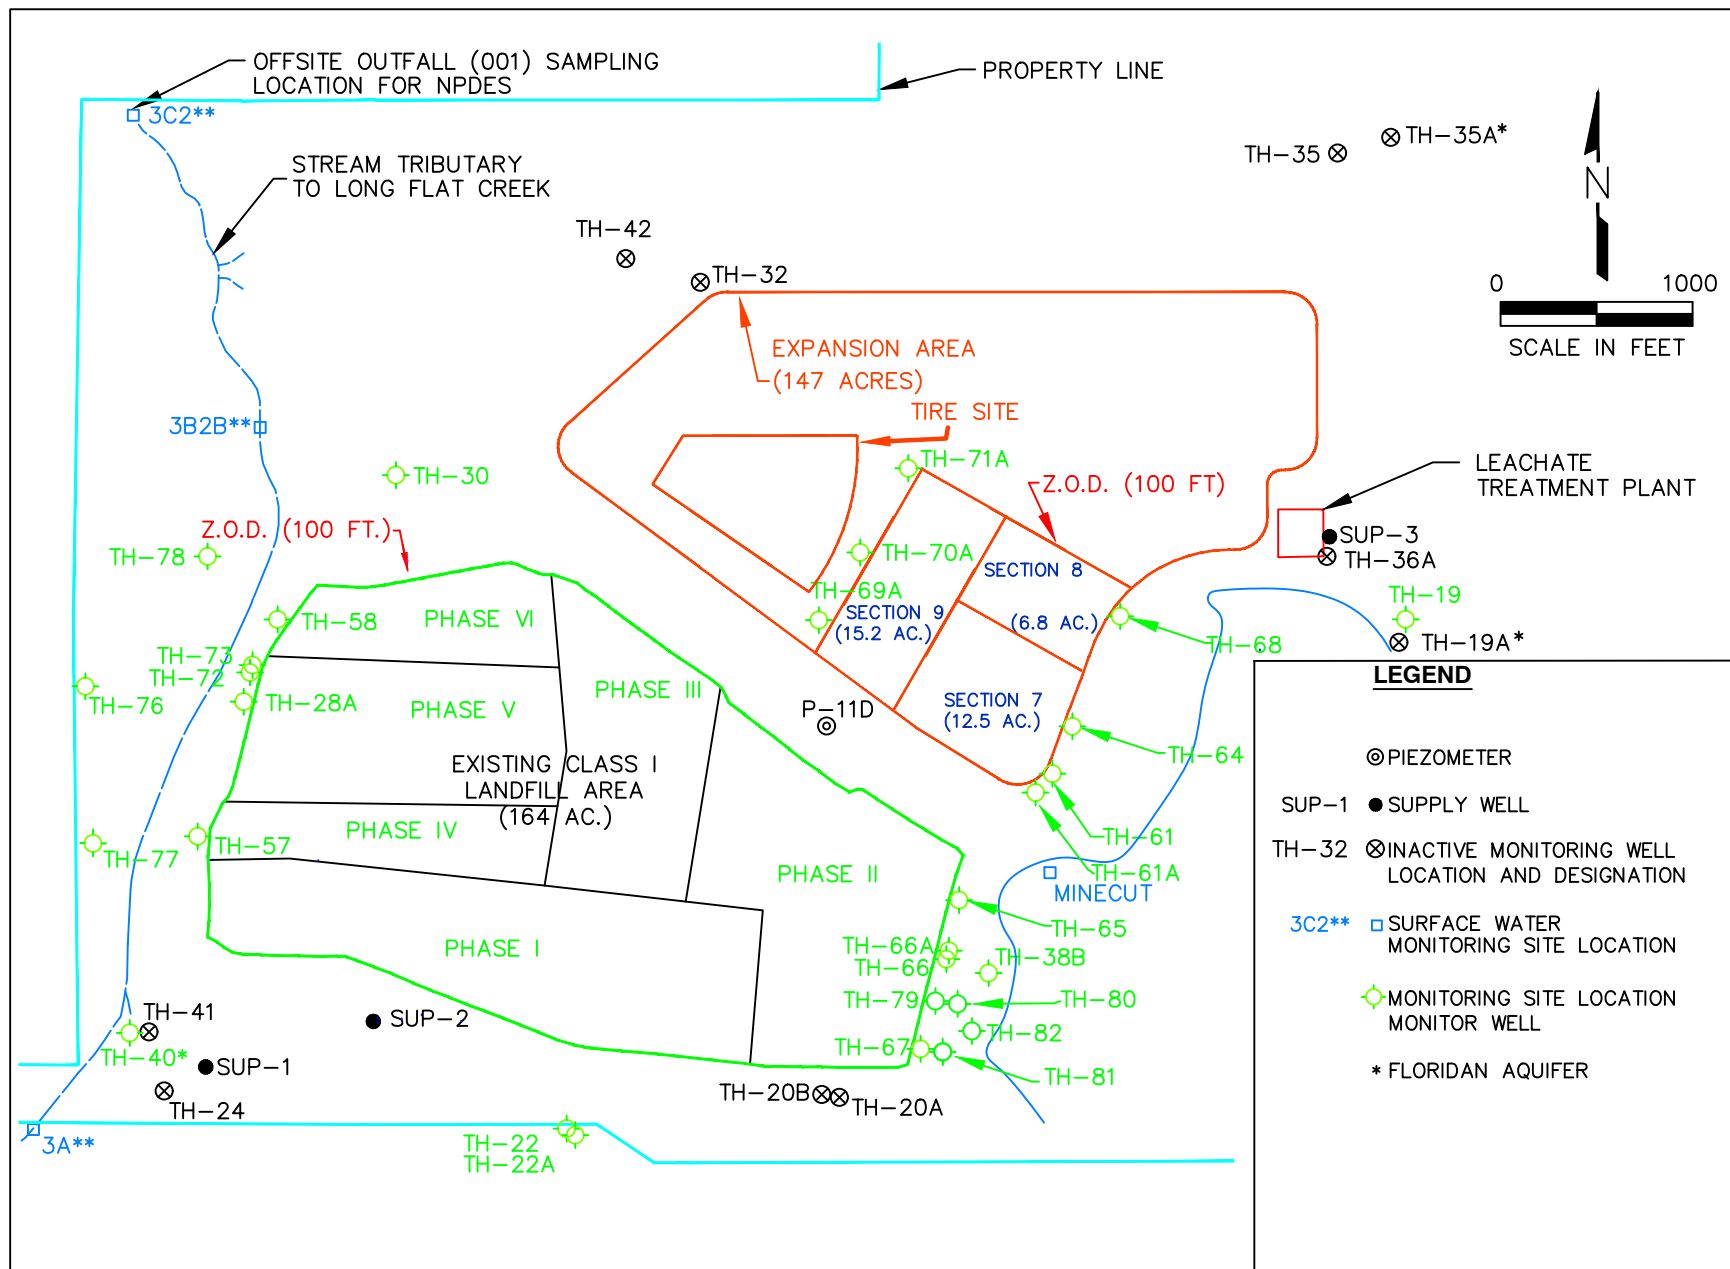 OFFSITE OUTFALL (001) SAMPLING
LOCATION FOR NPDES
PROPERTY LINE
3C2**
STREAM TRIBUTARY
TO LONG FLAT CREEK
TH-35
TH-35A*
N
TH-42
TH-32
0 1000
SCALE IN FEET
EXPANSION AREA
(147 ACRES)
TIRE SITE
3B2B**
TH-30
TH-71A
Z.O.D. (100 FT)
LEACHATE
TREATMENT PLANT
Z.O.D. (100 FT.)
SUP-3
TH-36A
TH-78
TH-70A
SECTION 8
(6.8 AC.)
TH-69A
SECTION 9
(15.2 AC.)
TH-19
TH-19A*
TH-58
PHASE VI
TH-68
TH-73
TH-72
TH-76
TH-28A
PHASE V
PHASE III
P-11D
SECTION 7
(12.5 AC.)
TH-64
EXISTING CLASS I
LANDFILL AREA
(164 AC.)
PHASE IV
TH-57
TH-77
TH-61
TH-61A
PHASE II
MINECUT
TH-65
PHASE I
TH-66A
TH-66
TH-38B
TH-79
TH-80
TH-82
TH-67
TH-81
TH-41
TH-40*
SUP-2
SUP-1
TH-24
TH-20B
TH-20A
3A**
TH-22
TH-22A
LEGEND
PIEZOMETER
SUP-1 SUPPLY WELL
TH-32 INACTIVE MONITORING WELL
LOCATION AND DESIGNATION
3C2** SURFACE WATER
MONITORING SITE LOCATION
MONITORING SITE LOCATION
MONITOR WELL
* FLORIDAN AQUIFER